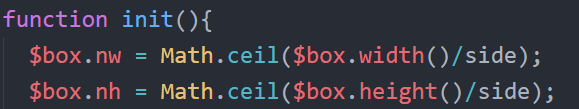 function init(){
$box.nw = Math.ceil($box.width()/side);
$box.nh = Math.ceil($box.height()/side);